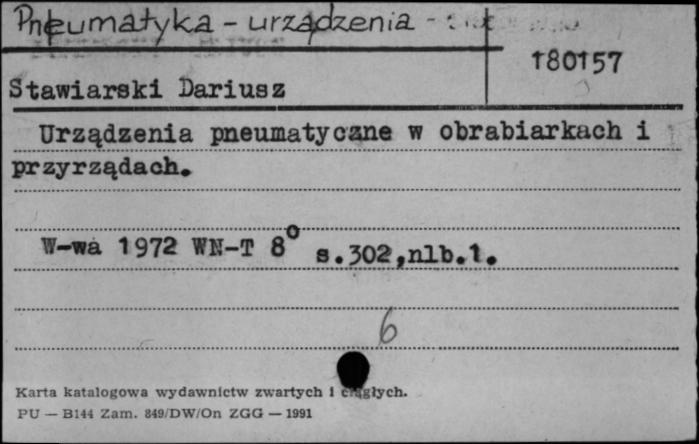 Pneumatyka - urządzenia
180157
Stawiarski Dariusz
Urządzenia pneumatyczne w obrabiarkach i
przyrządach.
W-wa 1972 WN-T 8° s.302,nlb.1.
6
Karta katalogowa wydawnictw zwartych i ciągłych.
PU — B144 Zam. 849/DW/On ZGG — 1991